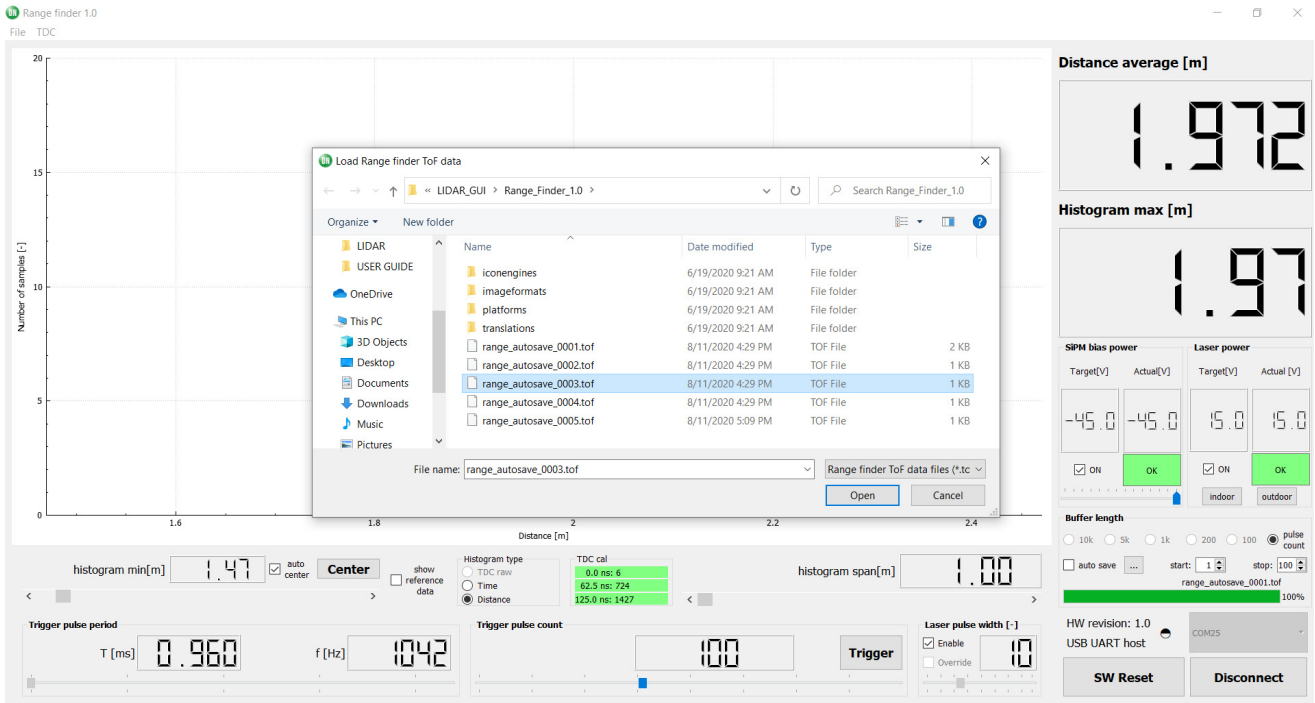 ON Range finder 1.0
File TDC
20
15
10
5
0
Number of samples [-]
1.6 1.8 2 2.2 2.4
Distance [m]
Load Range finder ToF data
« LIDAR_GUI > Range_Finder_1.0 >
Search Range_Finder_1.0
Organize New folder
LIDAR
USER GUIDE
OneDrive
This PC
3D Objects
Desktop
Documents
Downloads
Music
Pictures
Name Date modified Type Size
iconengines 6/19/2020 9:21 AM File folder
imageformats 6/19/2020 9:21 AM File folder
platforms 6/19/2020 9:21 AM File folder
translations 6/19/2020 9:21 AM File folder
range_autosave_0001.tof 8/11/2020 4:29 PM TOF File 2 KB
range_autosave_0002.tof 8/11/2020 4:29 PM TOF File 1 KB
range_autosave_0003.tof 8/11/2020 4:29 PM TOF File 1 KB
range_autosave_0004.tof 8/11/2020 4:29 PM TOF File 1 KB
range_autosave_0005.tof 8/11/2020 5:09 PM TOF File 1 KB
File name: range_autosave_0003.tof Range finder ToF data files (*.tc
Open Cancel
Distance average [m]
1.972
Histogram max [m]
1.97
SiPM bias power Laser power
Target[V] Actual[V] Target[V] Actual [V]
-45.0 -45.0 15.0 15.0
ON OK ON OK
indoor outdoor
Buffer length
10k 5k 1k 200 100 pulse count
auto save ... start: 1 stop: 100
range_autosave_0001.tof
100%
HW revision: 1.0
USB UART host
COM25
SW Reset Disconnect
histogram min[m] 1.47 auto center Center
show reference data
Histogram type
TDC raw
Time
Distance
TDC cal
0.0 ns: 6
62.5 ns: 724
125.0 ns: 1427
histogram span[m] 1.00
Trigger pulse period
T [ms] 0.960 f [Hz] 1042
Trigger pulse count
100 Trigger
Laser pulse width [-]
Enable
Override
10